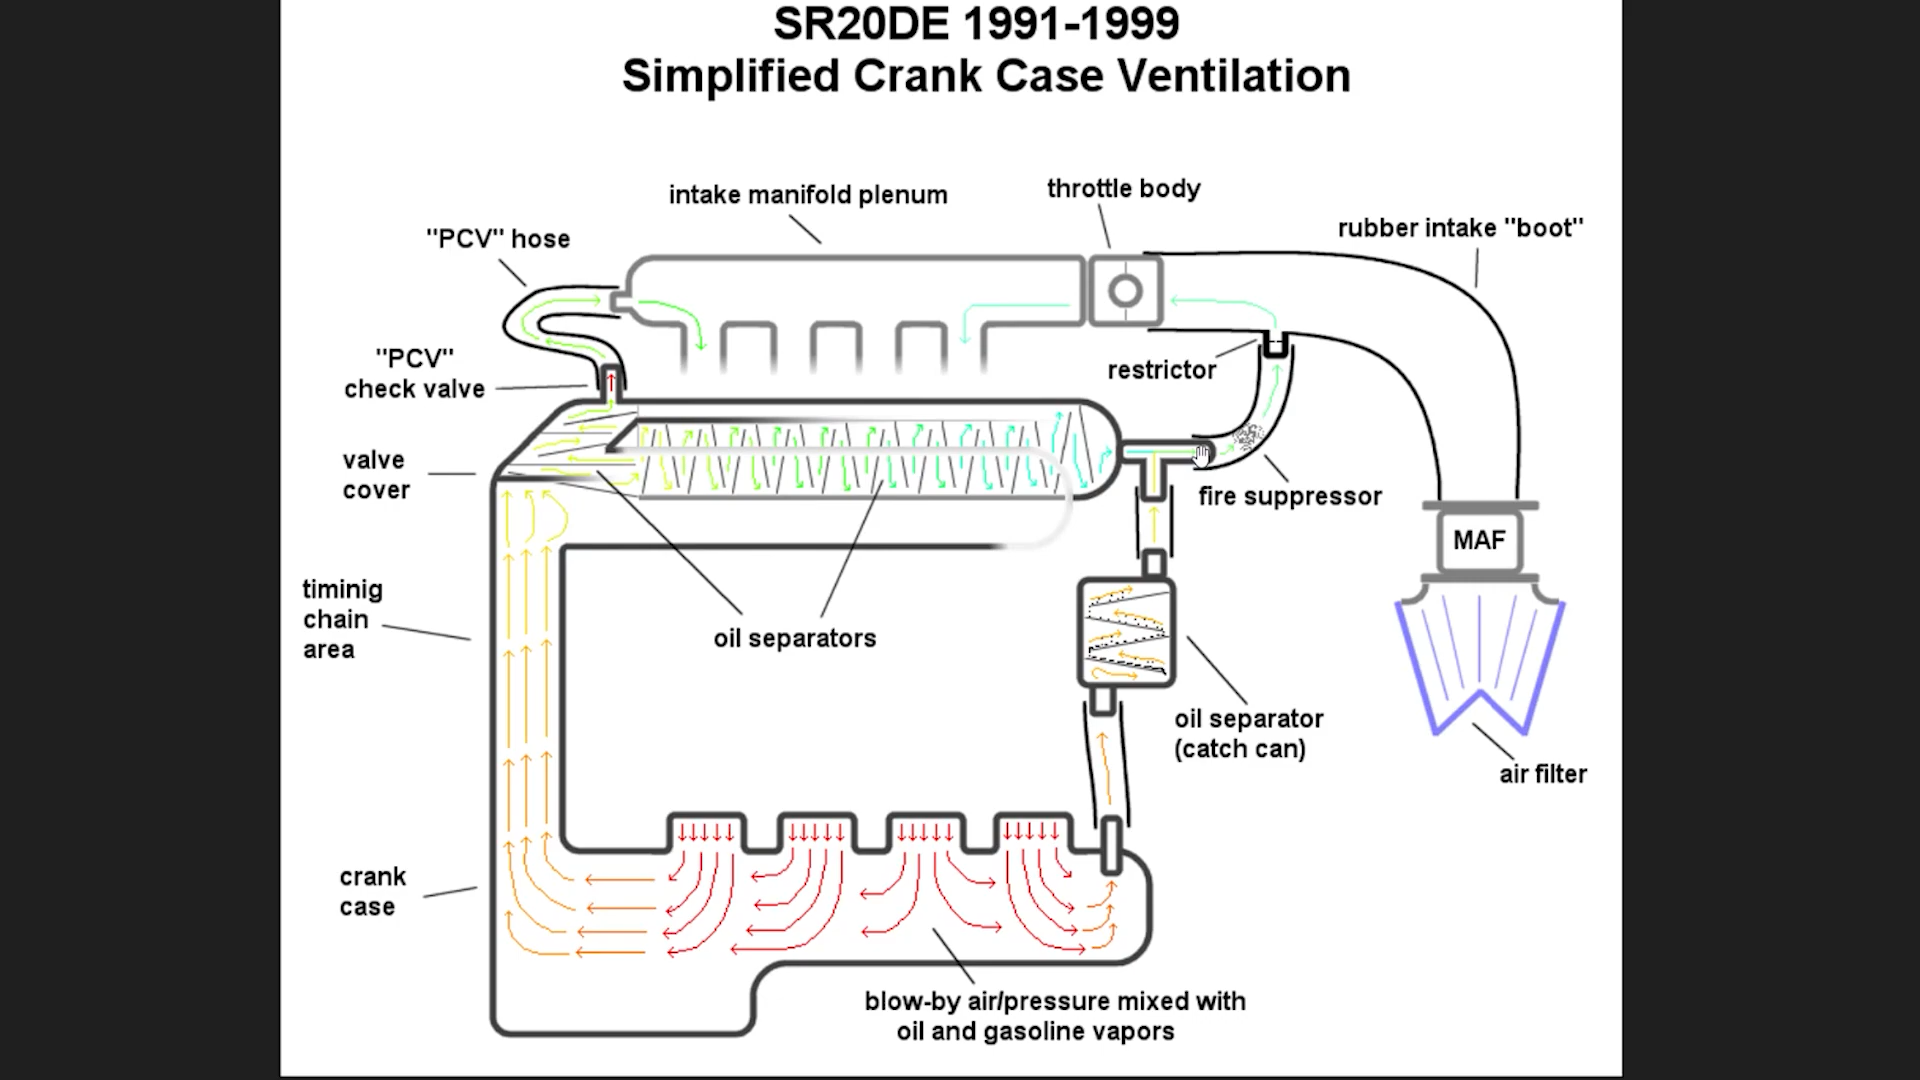 SR20DE 1991-1999
Simplified Crank Case Ventilation
intake manifold plenum
throttle body
rubber intake "boot"
"PCV" hose
"PCV"
check valve
restrictor
valve
cover
fire suppressor
MAF
timinig
chain
area
oil separators
oil separator
(catch can)
air filter
crank
case
blow-by air/pressure mixed with
oil and gasoline vapors